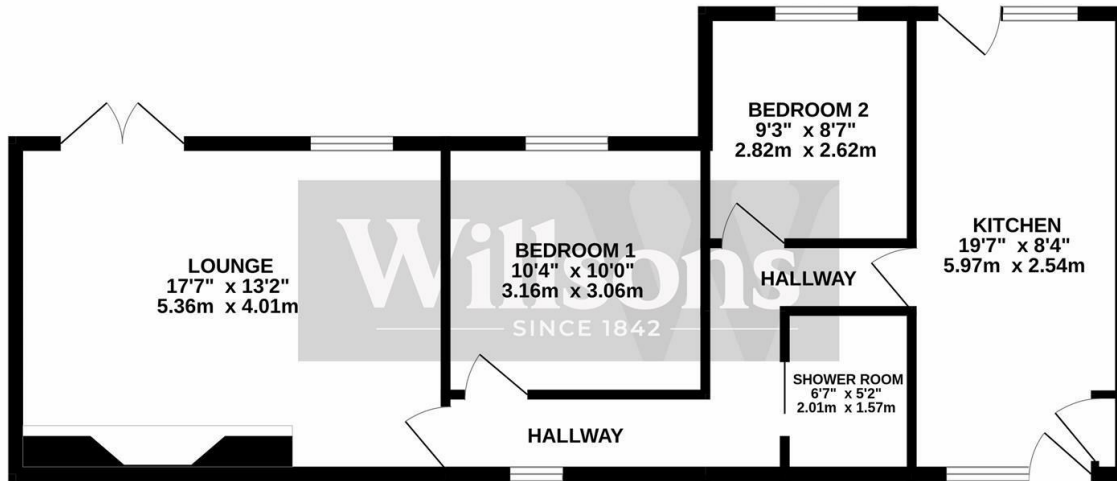 BEDROOM 2
9'3" x 8'7"
2.82m x 2.62m
KITCHEN
19'7" x 8'4"
5.97m x 2.54m
LOUNGE
17'7" x 13'2"
5.36m x 4.01m
BEDROOM 1
10'4" x 10'0"
3.16m x 3.06m
HALLWAY
Willsons
SINCE 1842
SHOWER ROOM
6'7" x 5'2"
2.01m x 1.57m
HALLWAY